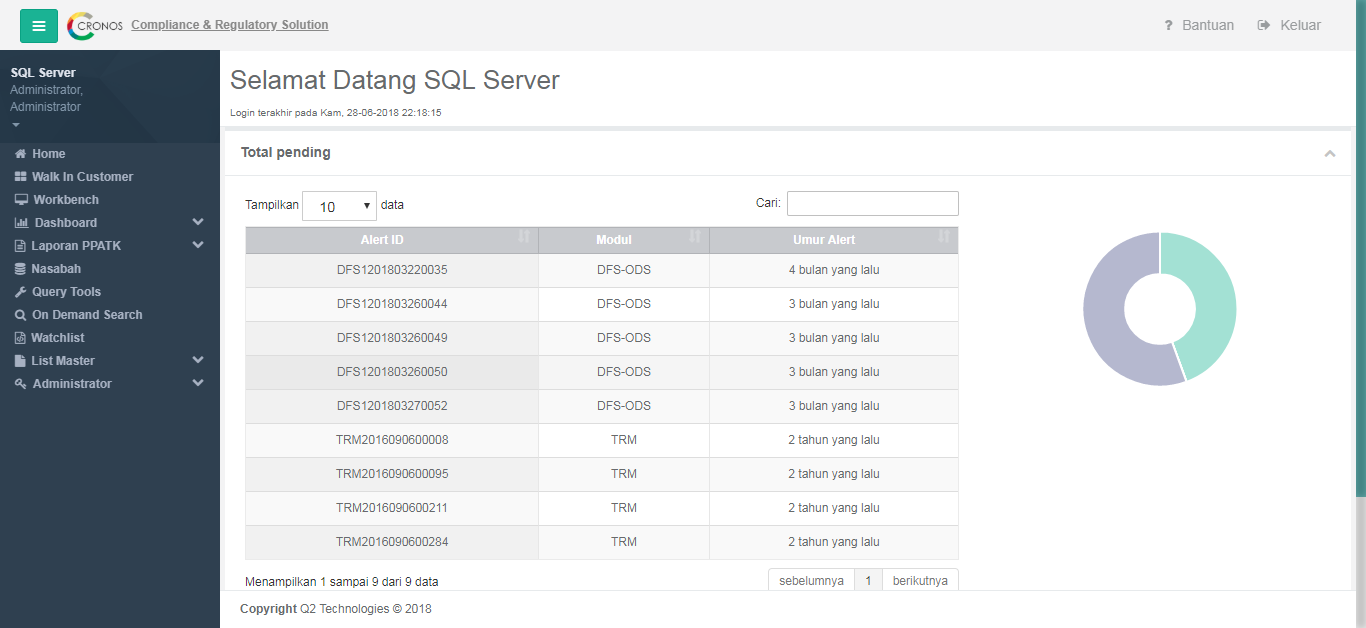 CRONOS Compliance & Regulatory Solution
? Bantuan Keluar
SQL Server
Administrator,
Administrator
Home
Walk In Customer
Workbench
Dashboard
Laporan PPATK
Nasabah
Query Tools
On Demand Search
Watchlist
List Master
Administrator
Selamat Datang SQL Server
Login terakhir pada Kam, 28-06-2018 22:18:15
Total pending
Tampilkan 10 data Cari:
Alert ID Modul Umur Alert
DFS1201803220035 DFS-ODS 4 bulan yang lalu
DFS1201803260044 DFS-ODS 3 bulan yang lalu
DFS1201803260049 DFS-ODS 3 bulan yang lalu
DFS1201803260050 DFS-ODS 3 bulan yang lalu
DFS1201803270052 DFS-ODS 3 bulan yang lalu
TRM2016090600008 TRM 2 tahun yang lalu
TRM2016090600095 TRM 2 tahun yang lalu
TRM2016090600211 TRM 2 tahun yang lalu
TRM2016090600284 TRM 2 tahun yang lalu
Menampilkan 1 sampai 9 dari 9 data sebelumnya 1 berikutnya
Copyright Q2 Technologies © 2018